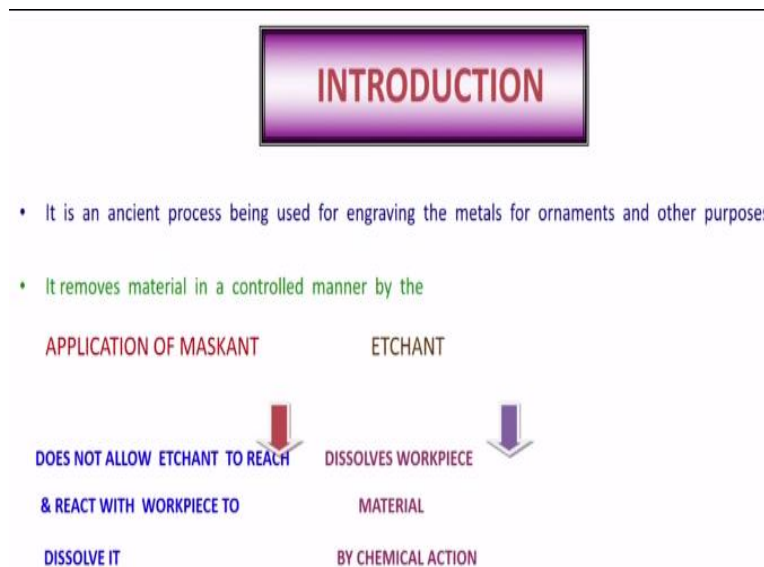 INTRODUCTION
• It is an ancient process being used for engraving the metals for ornaments and other purposes
• It removes material in a controlled manner by the
APPLICATION OF MASKANT ETCHANT
DOES NOT ALLOW ETCHANT TO REACH DISSOLVES WORKPIECE
& REACT WITH WORKPIECE TO MATERIAL
DISSOLVE IT BY CHEMICAL ACTION